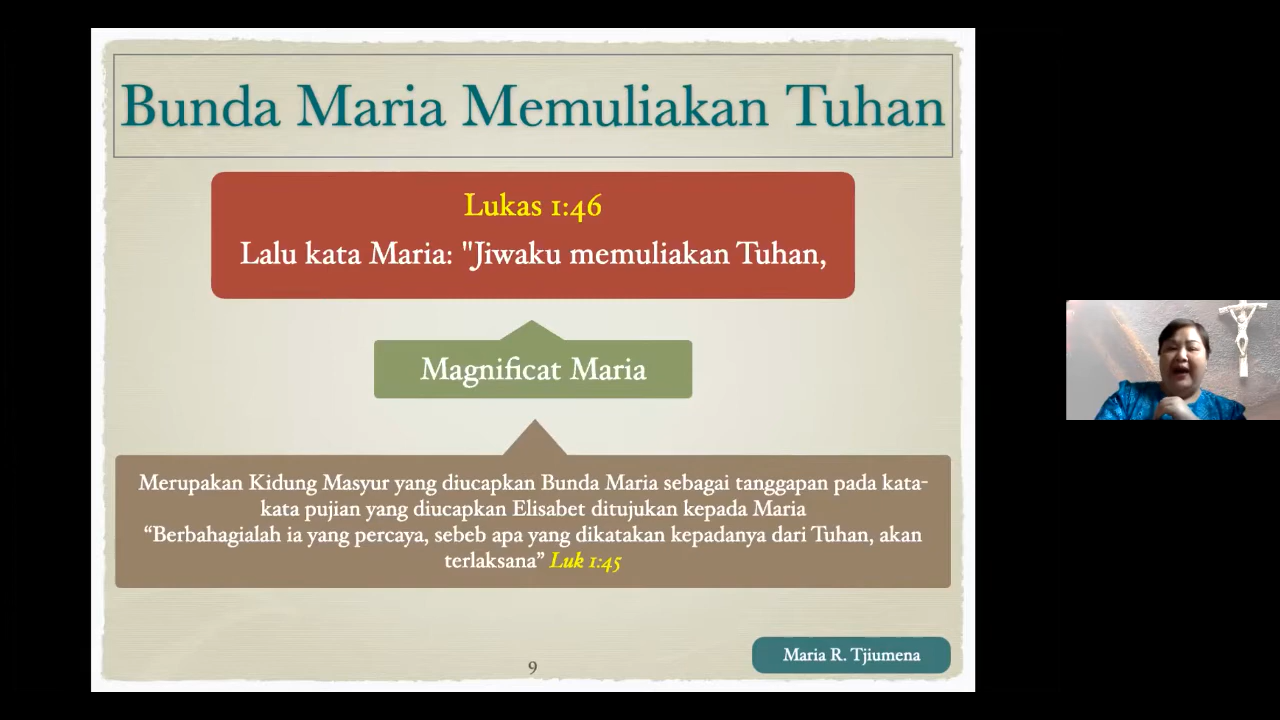 Bunda Maria Memuliakan Tuhan
Lukas 1:46
Lalu kata Maria: "Jiwaku memuliakan Tuhan,
Magnificat Maria
Merupakan Kidung Masyur yang diucapkan Bunda Maria sebagai tanggapan pada kata-
kata pujian yang diucapkan Elisabet ditujukan kepada Maria
“Berbahagialah ia yang percaya, sebeb apa yang dikatakan kepadanya dari Tuhan, akan
terlaksana” Luk 1:45
Maria R. Tjiumena
9